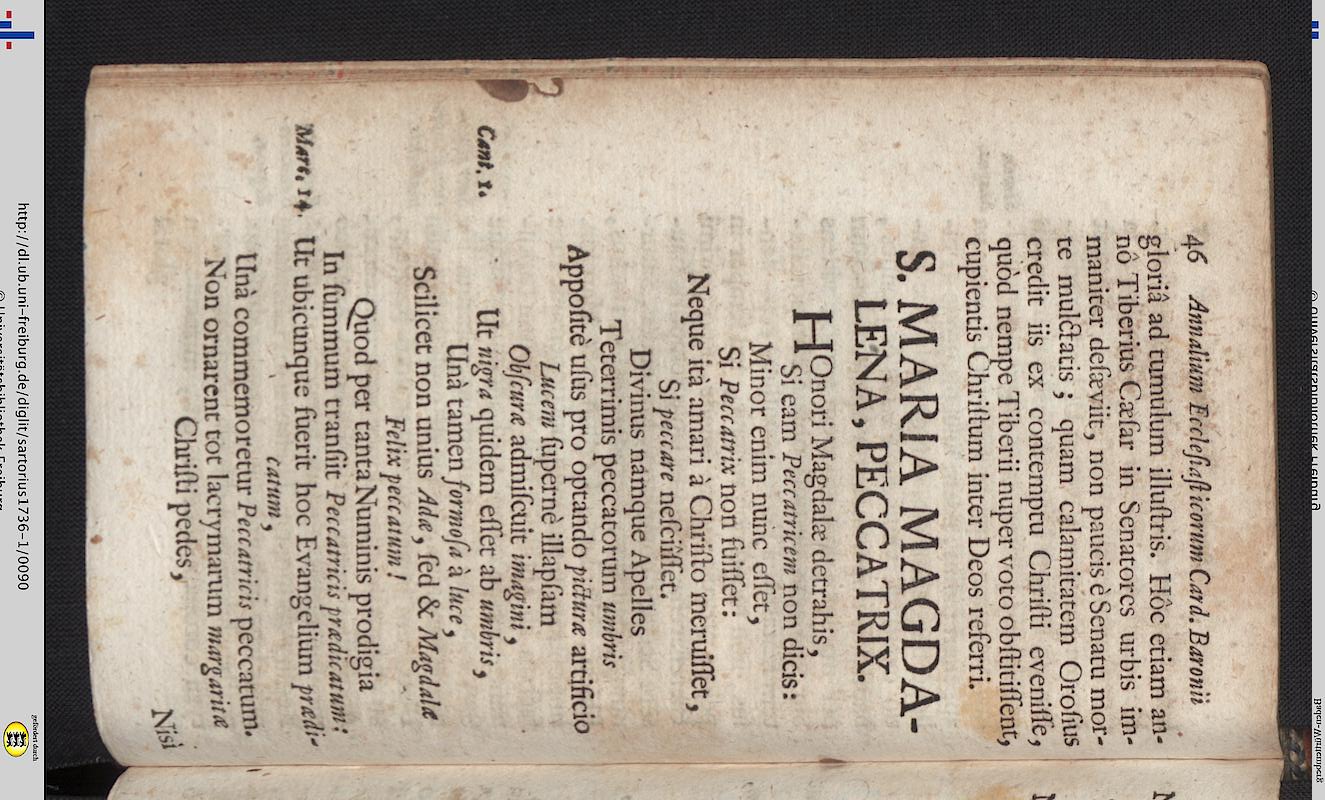 46 Annalium Ecclesiasticorum Card. Baronii
gloriâ ad tumulum illuſtris. Hôc etiam an-
nô Tiberius Cæſar in Senatores urbis im-
maniter deſæviit, non paucis è Senatu mor-
te mulctatis; quam calamitatem Oroſius
credit iis ex contemptu Chriſti eveniſſe,
quòd nempe Tiberii nuper voto obſtitiſſent,
cupientis Chriſtum inter Deos referri.
S. MARIA MAGDA-
LENA, PECCATRIX.
HOnori Magdalæ detrahis,
Si eam Peccatricem non dicis:
Minor enim nunc eſſet,
Si Peccatrix non fuiſſet:
Neque ità amari à Chriſto meruiſſet,
Si peccare neſciſſet.
Divinus námque Apelles
Teterrimis peccatorum umbris
Appoſitè uſus pro optando picturæ artificio
Lucem ſupernè illapſam
Obſcuræ admiſcuit imagini,
Cant. 1. Ut nigra quidem eſſet ab umbris,
Unà tamen formoſa à luce,
Scilicet non unius Adæ, ſed & Magdalæ
Felix peccatum!
Quod per tanta Numinis prodigia
In ſummum tranſiit Peccatricis prædicatum:
Marc. 14. Ut ubicunque fuerit hoc Evangelium prædi-
catum,
Unà commemoretur Peccatricis peccatum.
Non ornarent tot lacrymarum margaritæ
Chriſti pedes,
Nisi
http://dl.ub.uni-freiburg.de/diglit/sartorius1736-1/0090
© Universitätsbibliothek Freiburg
gefördert durch